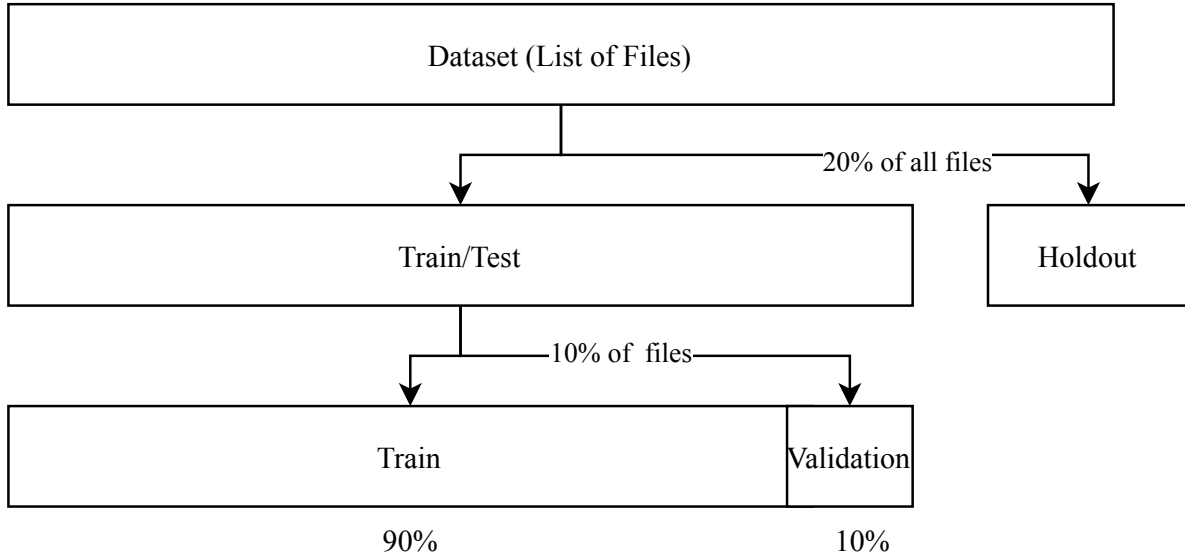 Dataset (List of Files)
20% of all files
Train/Test
Holdout
10% of  files
Train
Validation
90%
10%